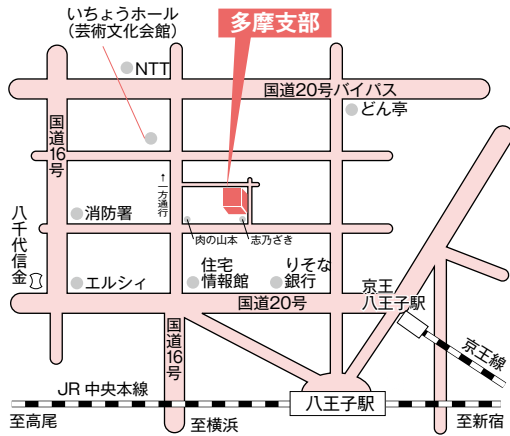 いちょうホール
（芸術文化会館）
多摩支部
NTT
国道20号バイパス
どん亭
国道16号
↑一方通行
消防署
肉の山本
志乃ざき
八千代信金
エルシィ
住宅
情報館
りそな
銀行
京王
八王子駅
国道20号
国道16号
京王線
JR 中央本線
八王子駅
至高尾
至横浜
至新宿